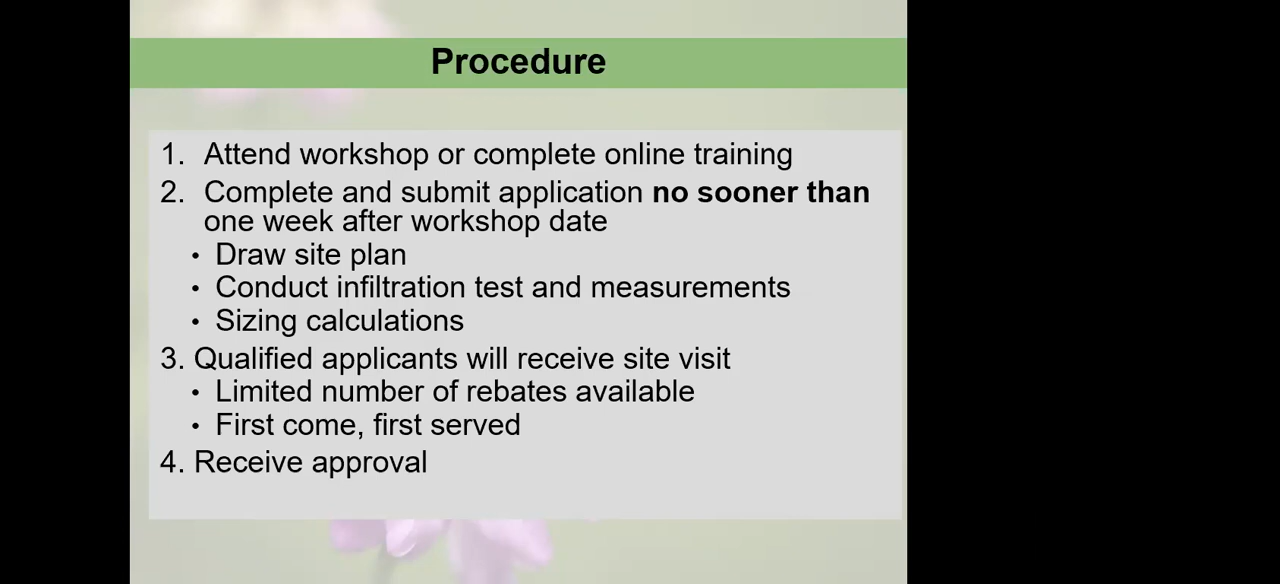 Procedure
1. Attend workshop or complete online training
2. Complete and submit application no sooner than
one week after workshop date
• Draw site plan
• Conduct infiltration test and measurements
• Sizing calculations
3. Qualified applicants will receive site visit
• Limited number of rebates available
• First come, first served
4. Receive approval